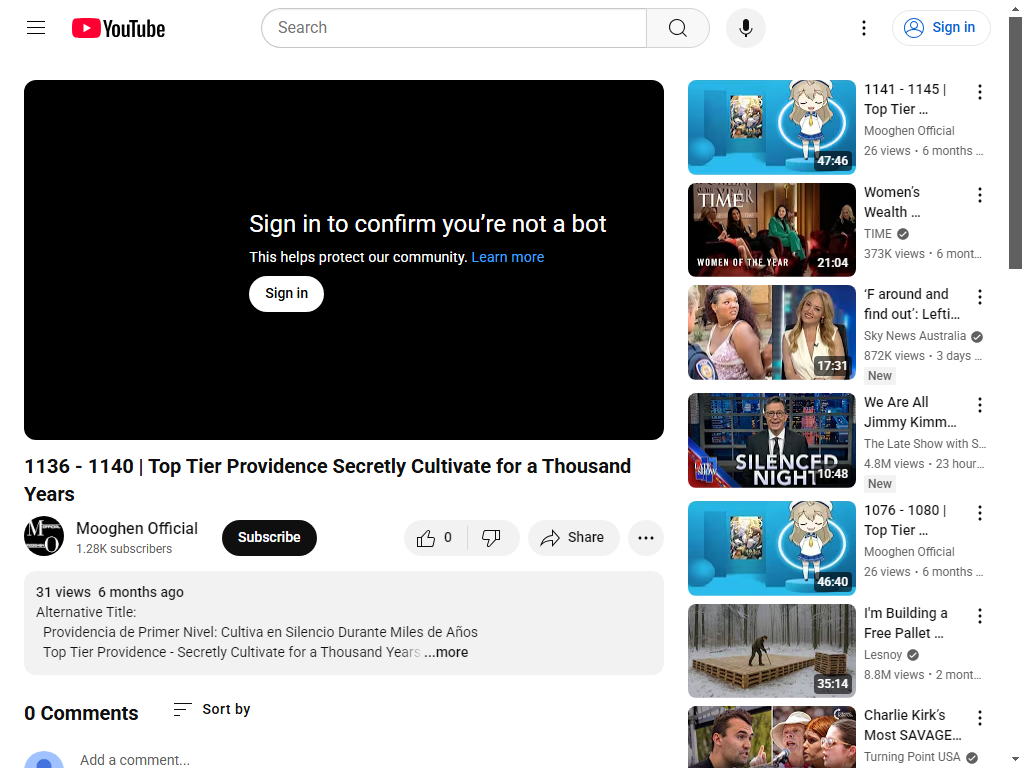 YouTube
Search
Sign in
Sign in to confirm you’re not a bot
This helps protect our community. Learn more
Sign in
1136 - 1140 | Top Tier Providence Secretly Cultivate for a Thousand
Years
Mooghen Official
1.28K subscribers
Subscribe
0
Share
31 views 6 months ago
Alternative Title:
Providencia de Primer Nivel: Cultiva en Silencio Durante Miles de Años
Top Tier Providence - Secretly Cultivate for a Thousand Years ...more
0 Comments
Sort by
Add a comment...
47:46
1141 - 1145 |
Top Tier ...
Mooghen Official
26 views • 6 months ...
TIME
WOMEN OF THE YEAR
21:04
Women’s
Wealth ...
TIME
373K views • 6 mont...
17:31
‘F around and
find out’: Lefti...
Sky News Australia
872K views • 3 days ...
New
SILENCED
NIGHT
10:48
We Are All
Jimmy Kimm...
The Late Show with S...
4.8M views • 23 hour...
New
46:40
1076 - 1080 |
Top Tier ...
Mooghen Official
26 views • 6 months ...
35:14
I'm Building a
Free Pallet ...
Lesnoy
8.8M views • 2 mont...
Charlie Kirk's
Most SAVAGE...
Turning Point USA